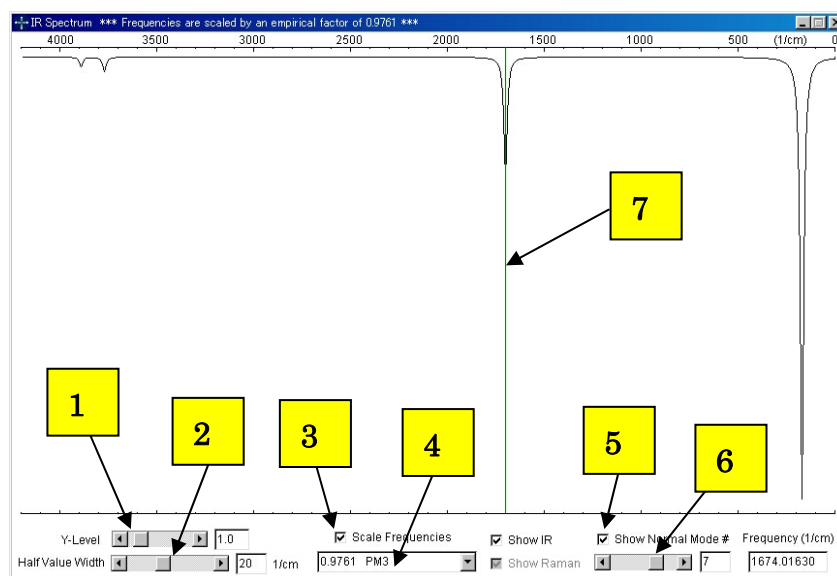 IR Spectrum *** Frequencies are scaled by an empirical factor of 0.9761 ***
4000 3500 3000 2500 2000 1500 1000 500 (1/cm) 0
7
1
2
3
4
5
6
Y-Level 1.0 Scale Frequencies Show IR Show Normal Mode # Frequency (1/cm)
Half Value Width 20 1/cm 0.9761 PM3 Show Raman 7 1674.01630